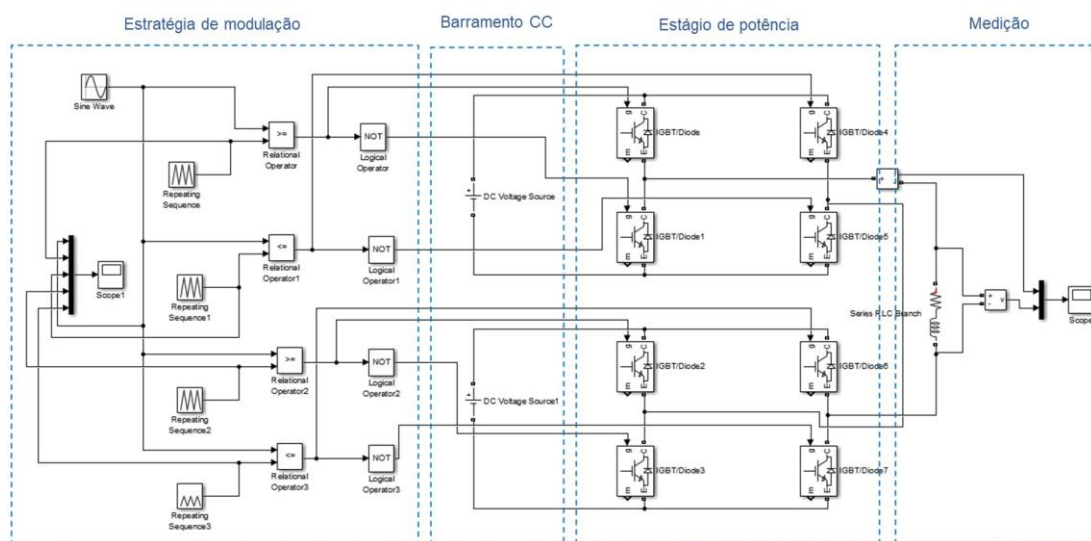 Estratégia de modulação
Barramento CC
Estágio de potência
Medição
Sine Wave
>=
Relational
Operator
NOT
Logical
Operator
Repeating
Sequence
<=
Relational
Operator1
NOT
Logical
Operator1
Repeating
Sequence1
Scope1
>=
Relational
Operator2
NOT
Logical
Operator2
Repeating
Sequence2
<=
Relational
Operator3
NOT
Logical
Operator3
Repeating
Sequence3
DC Voltage Source
DC Voltage Source1
g C
m E
IGBT/Diode
g C
m E
IGBT/Diode4
g C
m E
IGBT/Diode1
g C
m E
IGBT/Diode5
g C
m E
IGBT/Diode2
g C
m E
IGBT/Diode6
g C
m E
IGBT/Diode3
g C
m E
IGBT/Diode7
Series RLC Branch
+
-
v
Scope